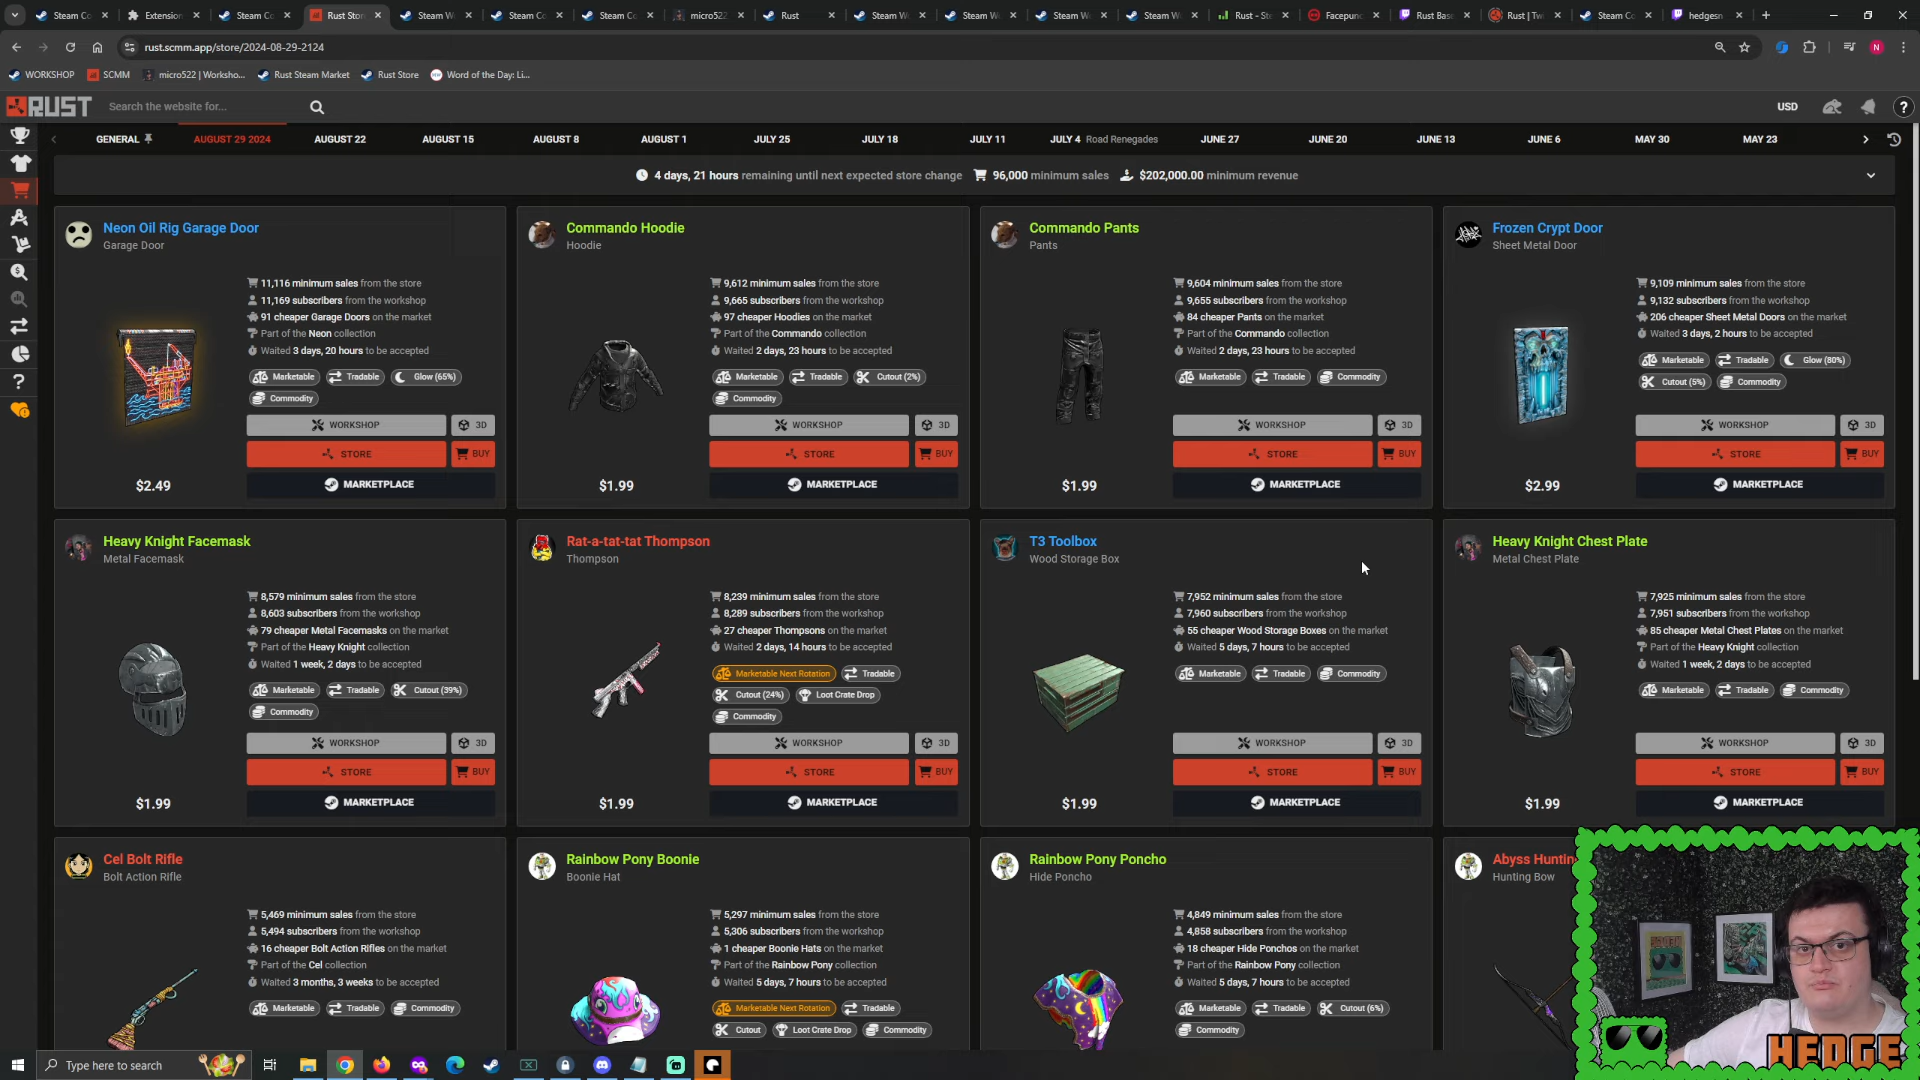 Steam Co
Extension
Steam Co
Rust Stor
Steam W
Steam Co
Steam Co
micro522
Rust
Steam W
Steam W
Steam W
Steam W
Rust - St
Facepunc
Rust Base
Rust | Tw
Steam Co
hedgesn
rust.scmm.app/store/2024-08-29-2124
N
WORKSHOP
SCMM
micro522 | Worksho...
Rust Steam Market
Rust Store
Word of the Day: Li...
RUST
Search the website for...
USD
GENERAL
AUGUST 29 2024
AUGUST 22
AUGUST 15
AUGUST 8
AUGUST 1
JULY 25
JULY 18
JULY 11
JULY 4 Road Renegades
JUNE 27
JUNE 20
JUNE 13
JUNE 6
MAY 30
MAY 23
4 days, 21 hours remaining until next expected store change 96,000 minimum sales $202,000.00 minimum revenue
Neon Oil Rig Garage Door
Garage Door
11,116 minimum sales from the store
11,169 subscribers from the workshop
91 cheaper Garage Doors on the market
Part of the Neon collection
Waited 3 days, 20 hours to be accepted
Marketable Tradable Glow (65%)
Commodity
WORKSHOP 3D
STORE BUY
$2.49 MARKETPLACE
Commando Hoodie
Hoodie
9,612 minimum sales from the store
9,665 subscribers from the workshop
97 cheaper Hoodies on the market
Part of the Commando collection
Waited 2 days, 23 hours to be accepted
Marketable Tradable Cutout (2%)
Commodity
WORKSHOP 3D
STORE BUY
$1.99 MARKETPLACE
Commando Pants
Pants
9,604 minimum sales from the store
9,655 subscribers from the workshop
84 cheaper Pants on the market
Part of the Commando collection
Waited 2 days, 23 hours to be accepted
Marketable Tradable Commodity
WORKSHOP 3D
STORE BUY
$1.99 MARKETPLACE
Frozen Crypt Door
Sheet Metal Door
9,109 minimum sales from the store
9,132 subscribers from the workshop
206 cheaper Sheet Metal Doors on the market
Waited 3 days, 2 hours to be accepted
Marketable Tradable Glow (80%)
Cutout (5%) Commodity
WORKSHOP 3D
STORE BUY
$2.99 MARKETPLACE
Heavy Knight Facemask
Metal Facemask
8,579 minimum sales from the store
8,603 subscribers from the workshop
79 cheaper Metal Facemasks on the market
Part of the Heavy Knight collection
Waited 1 week, 2 days to be accepted
Marketable Tradable Cutout (39%)
Commodity
WORKSHOP 3D
STORE BUY
$1.99 MARKETPLACE
Rat-a-tat-tat Thompson
Thompson
8,239 minimum sales from the store
8,289 subscribers from the workshop
27 cheaper Thompsons on the market
Waited 2 days, 14 hours to be accepted
Marketable Next Rotation Tradable
Cutout (24%) Loot Crate Drop
Commodity
WORKSHOP 3D
STORE BUY
$1.99 MARKETPLACE
T3 Toolbox
Wood Storage Box
7,952 minimum sales from the store
7,960 subscribers from the workshop
55 cheaper Wood Storage Boxes on the market
Waited 5 days, 7 hours to be accepted
Marketable Tradable Commodity
WORKSHOP 3D
STORE BUY
$1.99 MARKETPLACE
Heavy Knight Chest Plate
Metal Chest Plate
7,925 minimum sales from the store
7,951 subscribers from the workshop
85 cheaper Metal Chest Plates on the market
Part of the Heavy Knight collection
Waited 1 week, 2 days to be accepted
Marketable Tradable Commodity
WORKSHOP 3D
STORE BUY
$1.99 MARKETPLACE
Cel Bolt Rifle
Bolt Action Rifle
5,469 minimum sales from the store
5,494 subscribers from the workshop
16 cheaper Bolt Action Rifles on the market
Part of the Cel collection
Waited 3 months, 3 weeks to be accepted
Marketable Tradable Commodity
Rainbow Pony Boonie
Boonie Hat
5,297 minimum sales from the store
5,306 subscribers from the workshop
1 cheaper Boonie Hats on the market
Part of the Rainbow Pony collection
Waited 5 days, 7 hours to be accepted
Marketable Next Rotation Tradable
Cutout Loot Crate Drop Commodity
Rainbow Pony Poncho
Hide Poncho
4,849 minimum sales from the store
4,858 subscribers from the workshop
18 cheaper Hide Ponchos on the market
Part of the Rainbow Pony collection
Waited 5 days, 7 hours to be accepted
Marketable Tradable Cutout (6%)
Commodity
Abyss Huntin
Hunting Bow
HEDGE
Type here to search